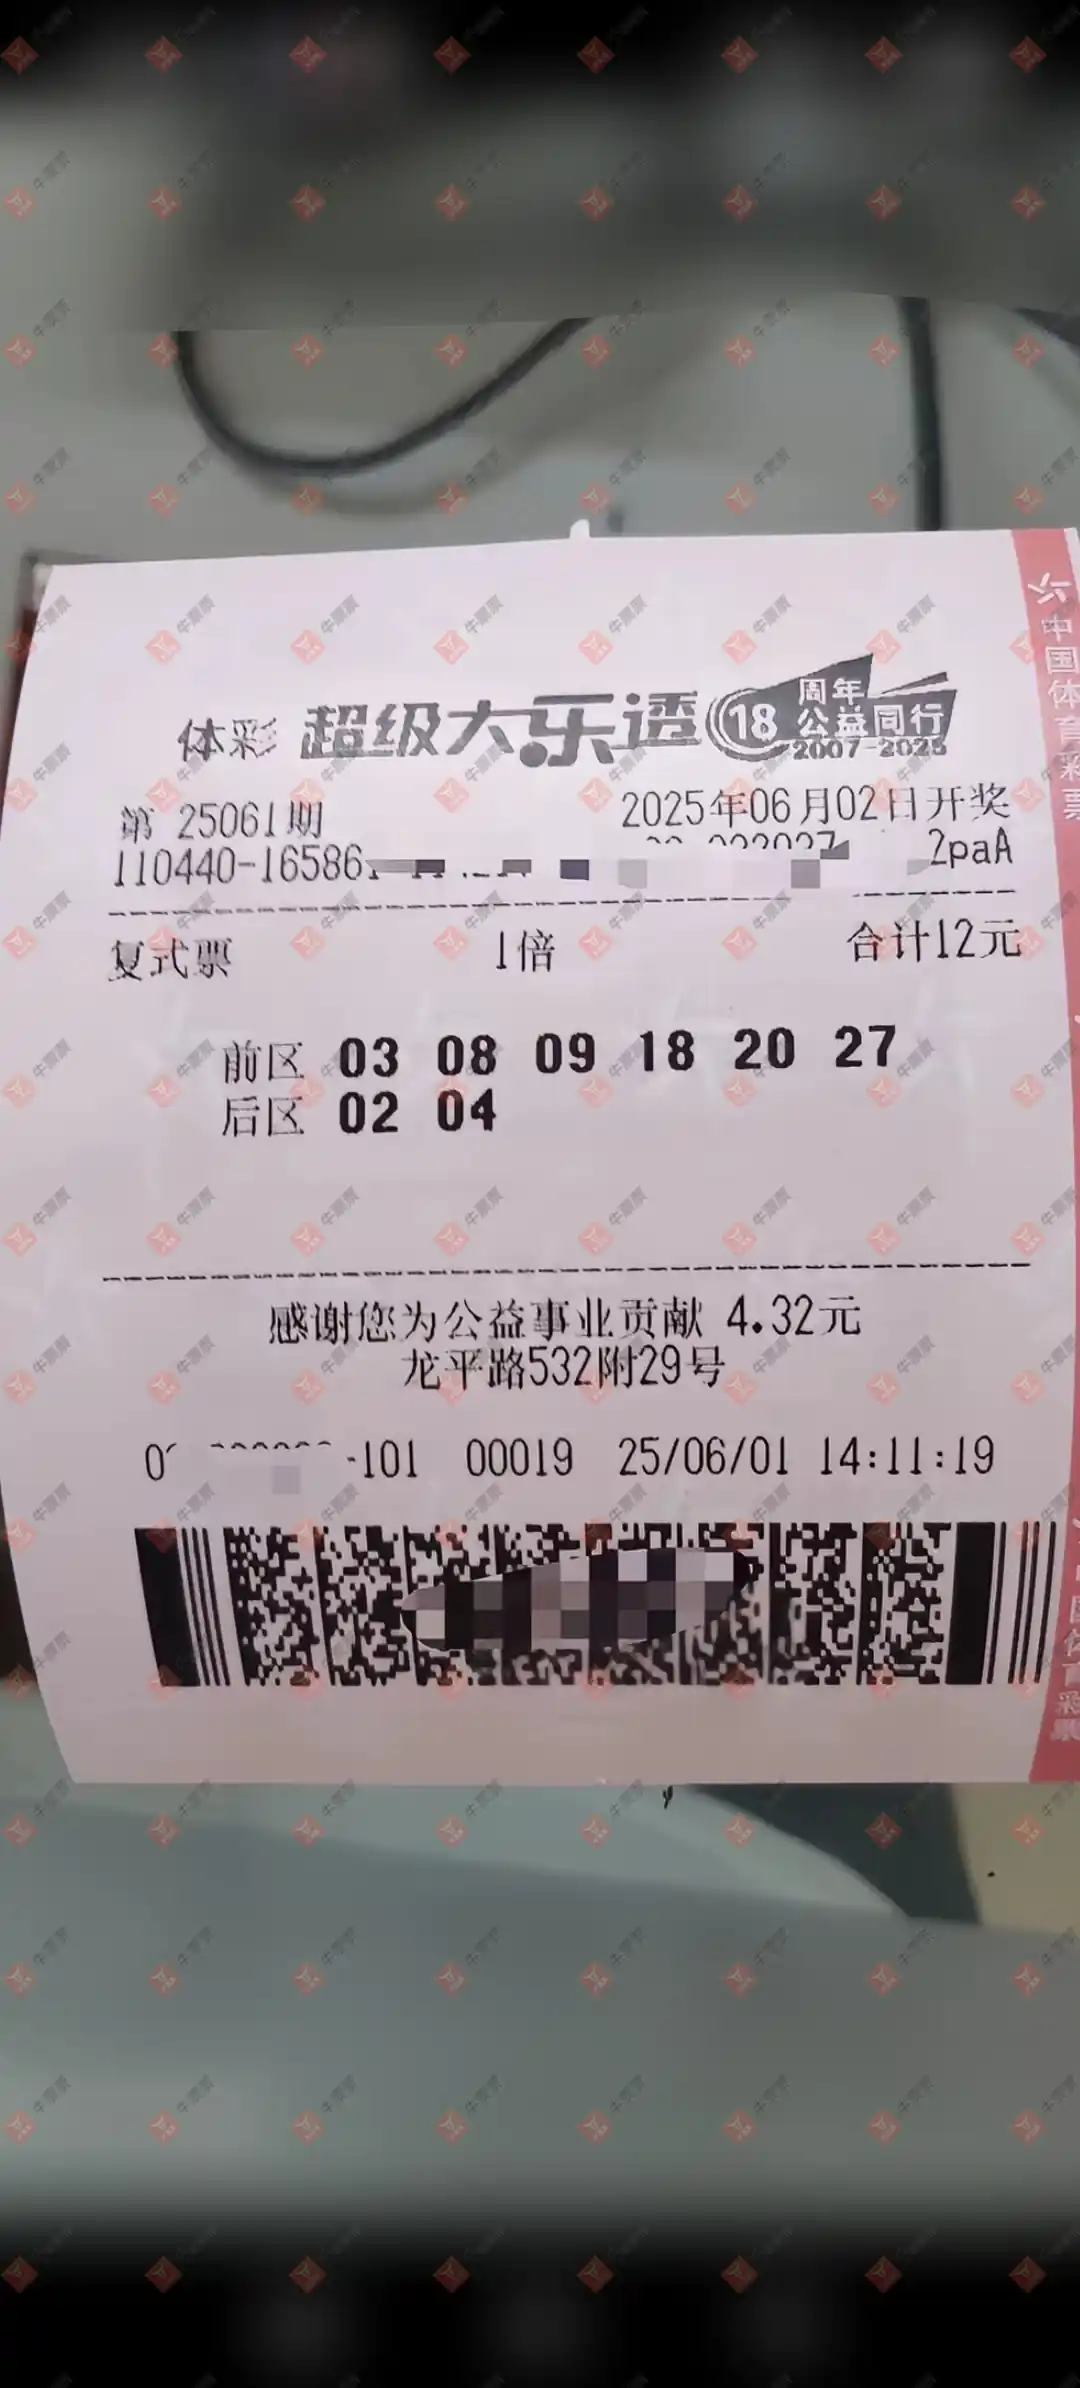 体彩 超级大乐透 18 周年 公益同行 2007-2025
第 25061期 2025年06月02日开奖
110440-16586 2paA
复式票 1倍 合计12元
前区 03 08 09 18 20 27
后区 02 04
感谢您为公益事业贡献 4.32元
龙平路532附29号
-101 00019 25/06/01 14:11:19
中国体育彩票
牛票票